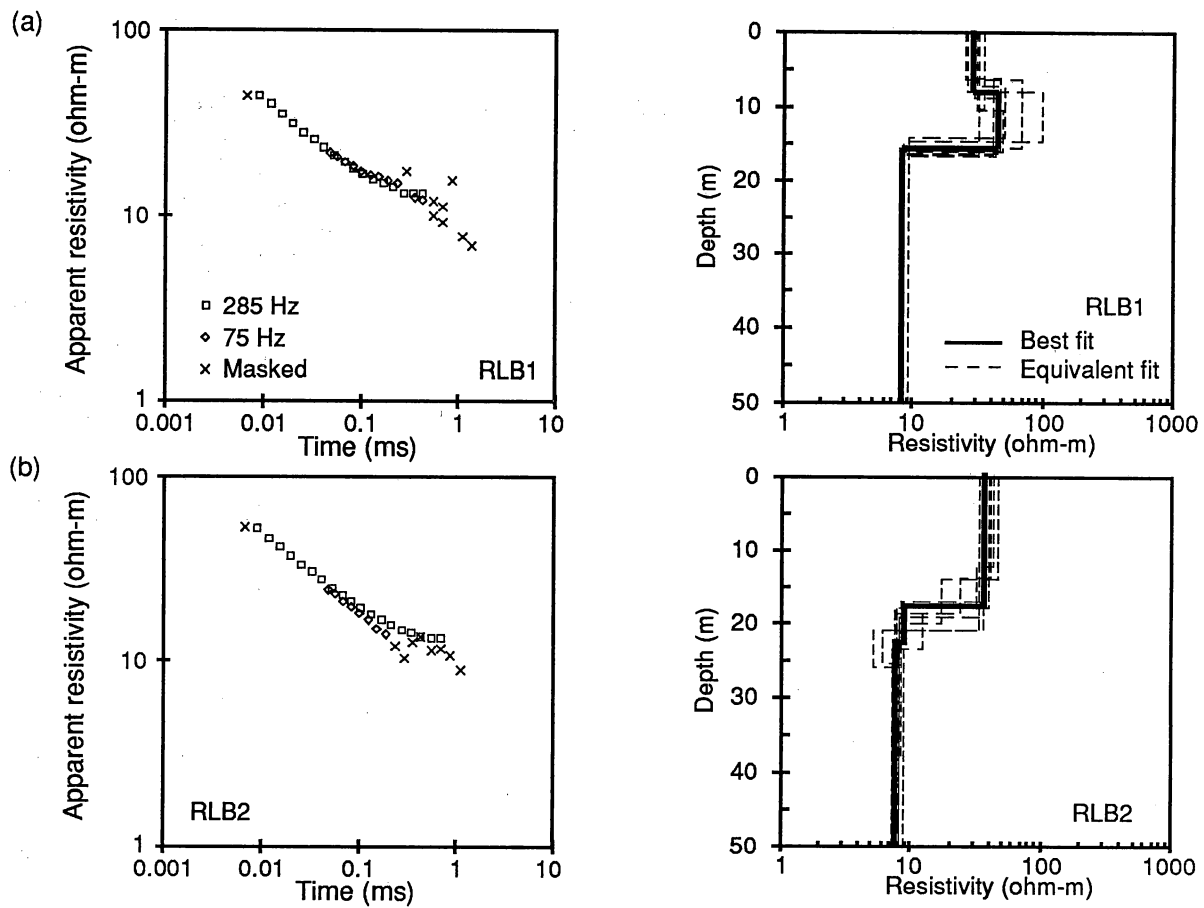 (a)
Apparent resistivity (ohm-m)
100
10
1
0.001
0.01
0.1
1
10
Time (ms)
285 Hz
75 Hz
Masked
RLB1
Depth (m)
0
10
20
30
40
50
1
10
100
1000
Resistivity (ohm-m)
RLB1
Best fit
Equivalent fit
(b)
Apparent resistivity (ohm-m)
100
10
1
0.001
0.01
0.1
1
10
Time (ms)
RLB2
Depth (m)
0
10
20
30
40
50
1
10
100
1000
Resistivity (ohm-m)
RLB2